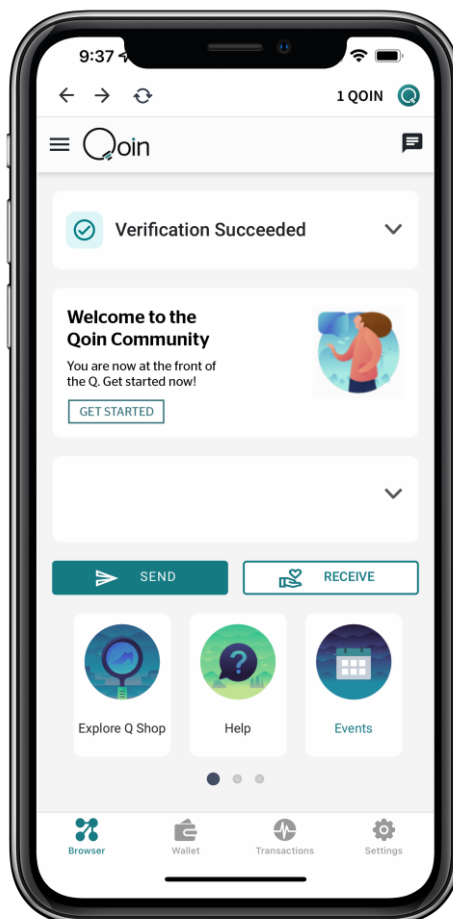 9:37
1 QOIN
Qoin
Verification Succeeded
Welcome to the
Qoin Community
You are now at the front of
the Q. Get started now!
GET STARTED
SEND
RECEIVE
Explore Q Shop
Help
Events
Browser
Wallet
Transactions
Settings